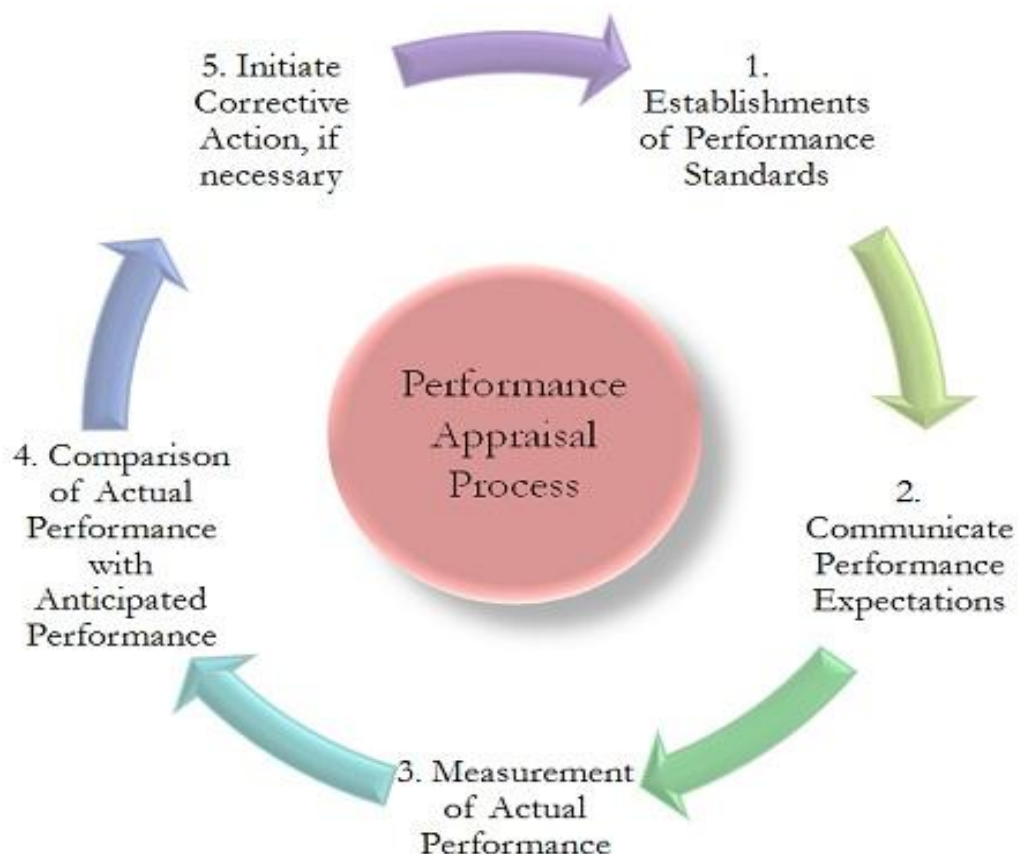 Performance
Appraisal
Process
1.
Establishments
of Performance
Standards
2.
Communicate
Performance
Expectations
3. Measurement
of Actual
Performance
4. Comparison
of Actual
Performance
with
Anticipated
Performance
5. Initiate
Corrective
Action, if
necessary